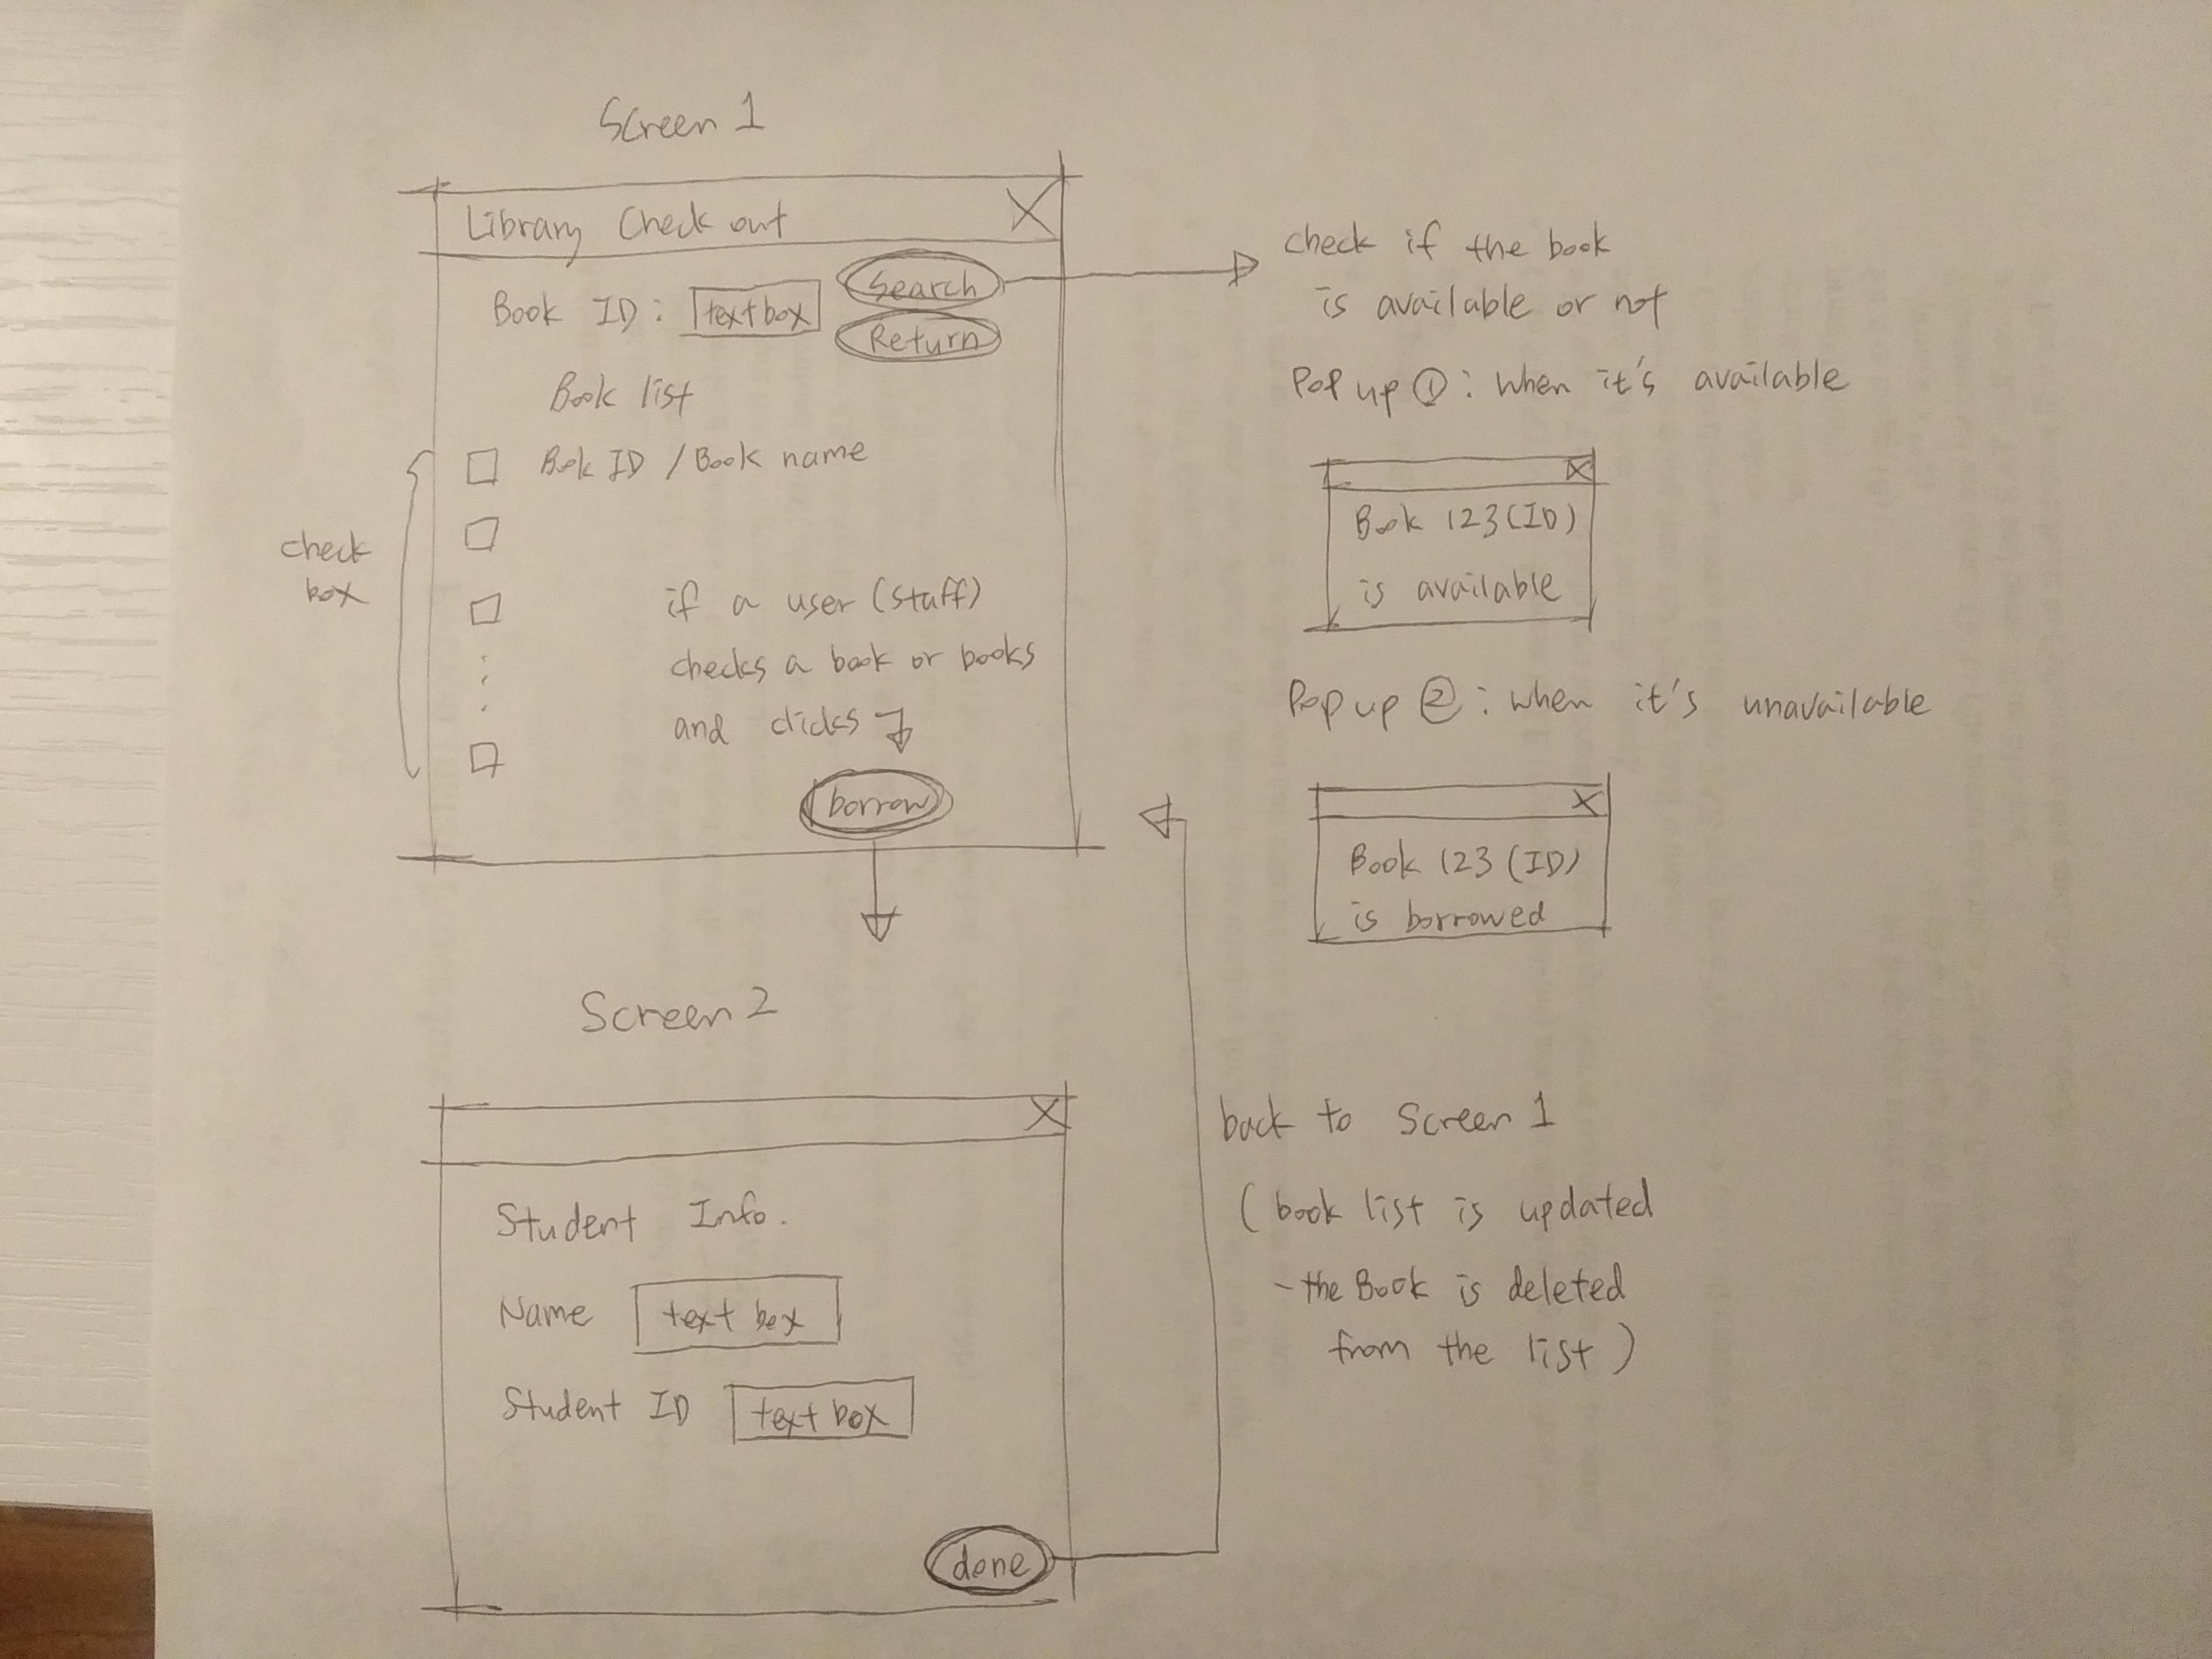 Screen 1
Library Check out X
Book ID: textbox Search
Return
Book list
Book ID / Book name
check
box
if a user (staff)
checks a book or books
and clicks
borrow
check if the book
is available or not
Pop up ①: when it's available
X
Book 123 (ID)
is available
Pop up ②: when it's unavailable
X
Book 123 (ID)
is borrowed
Screen 2
X
Student Info.
Name text box
Student ID text box
done
back to Screen 1
(book list is updated
- the Book is deleted
from the list)